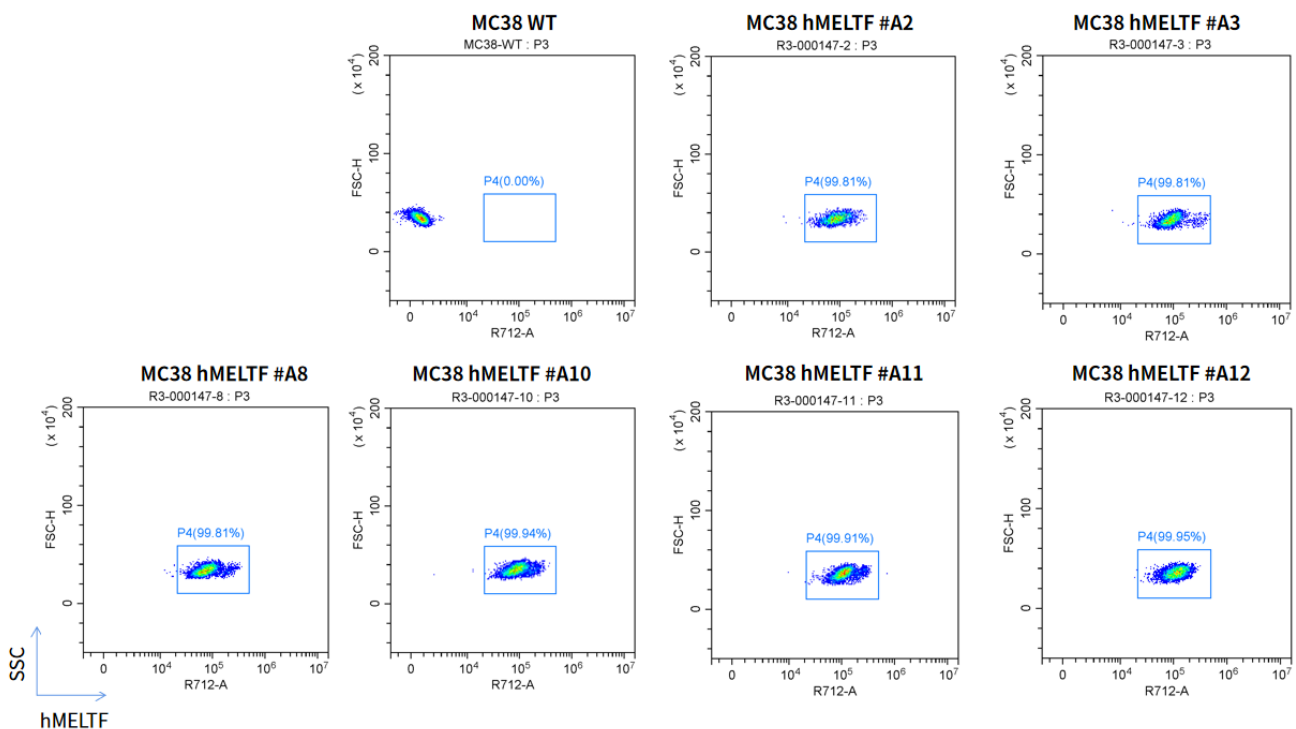 MC38 WT
MC38-WT : P3
(x 10⁴)
200
100
0
FSC-H
P4(0.00%)
0 10⁴ 10⁵ 10⁶ 10⁷
R712-A
MC38 hMELTF #A2
R3-000147-2 : P3
(x 10⁴)
200
100
0
FSC-H
P4(99.81%)
0 10⁴ 10⁵ 10⁶ 10⁷
R712-A
MC38 hMELTF #A3
R3-000147-3 : P3
(x 10⁴)
200
100
0
FSC-H
P4(99.81%)
0 10⁴ 10⁵ 10⁶ 10⁷
R712-A
MC38 hMELTF #A8
R3-000147-8 : P3
(x 10⁴)
200
100
0
FSC-H
P4(99.81%)
0 10⁴ 10⁵ 10⁶ 10⁷
R712-A
MC38 hMELTF #A10
R3-000147-10 : P3
(x 10⁴)
200
100
0
FSC-H
P4(99.94%)
0 10⁴ 10⁵ 10⁶ 10⁷
R712-A
MC38 hMELTF #A11
R3-000147-11 : P3
(x 10⁴)
200
100
0
FSC-H
P4(99.91%)
0 10⁴ 10⁵ 10⁶ 10⁷
R712-A
MC38 hMELTF #A12
R3-000147-12 : P3
(x 10⁴)
200
100
0
FSC-H
P4(99.95%)
0 10⁴ 10⁵ 10⁶ 10⁷
R712-A
SSC
hMELTF